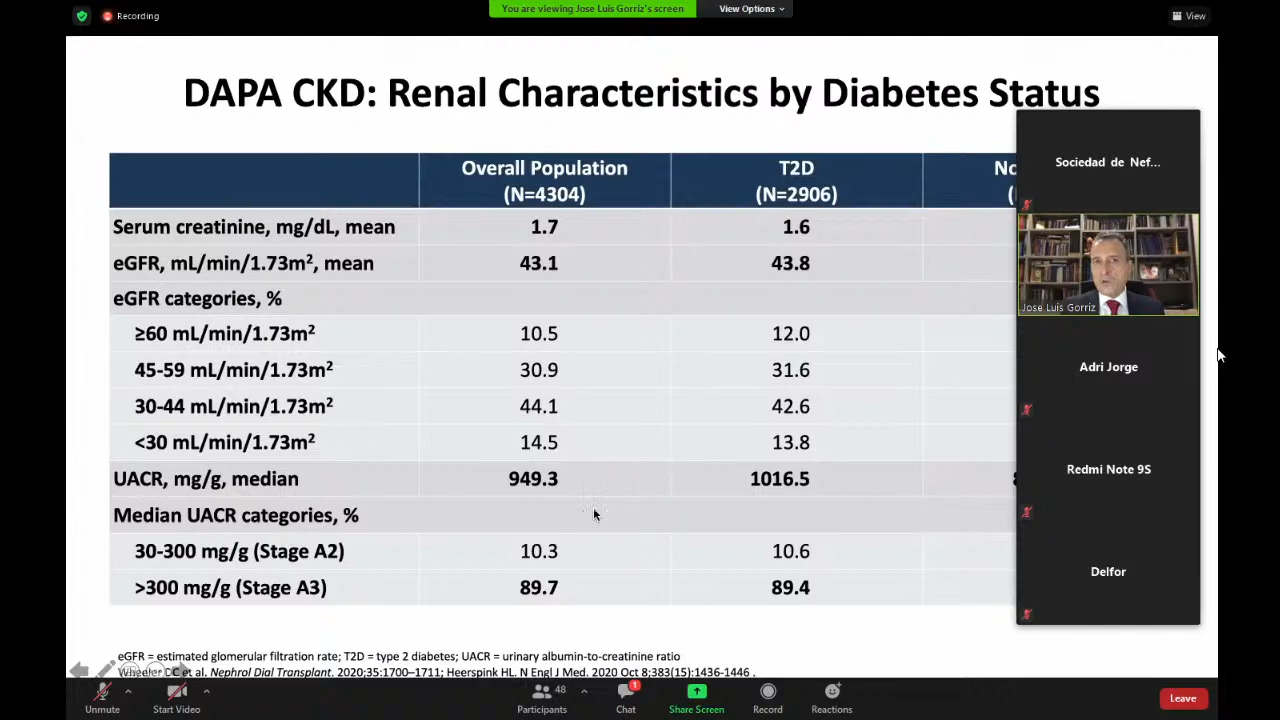 Recording
You are viewing Jose Luis Gorriz's screen
View Options
View
DAPA CKD: Renal Characteristics by Diabetes Status
Overall Population (N=4304)
T2D (N=2906)
Serum creatinine, mg/dL, mean 1.7 1.6
eGFR, mL/min/1.73m², mean 43.1 43.8
eGFR categories, %
≥60 mL/min/1.73m² 10.5 12.0
45-59 mL/min/1.73m² 30.9 31.6
30-44 mL/min/1.73m² 44.1 42.6
<30 mL/min/1.73m² 14.5 13.8
UACR, mg/g, median 949.3 1016.5
Median UACR categories, %
30-300 mg/g (Stage A2) 10.3 10.6
>300 mg/g (Stage A3) 89.7 89.4
eGFR = estimated glomerular filtration rate; T2D = type 2 diabetes; UACR = urinary albumin-to-creatinine ratio
Wheeler DC et al. Nephrol Dial Transplant. 2020;35:1700–1711; Heerspink HL. N Engl J Med. 2020 Oct 8;383(15):1436-1446 .
Sociedad de Nef...
Jose Luis Gorriz
Adri Jorge
Redmi Note 9S
Delfor
Unmute
Start Video
48
Participants
1
Chat
Share Screen
Record
Reactions
Leave